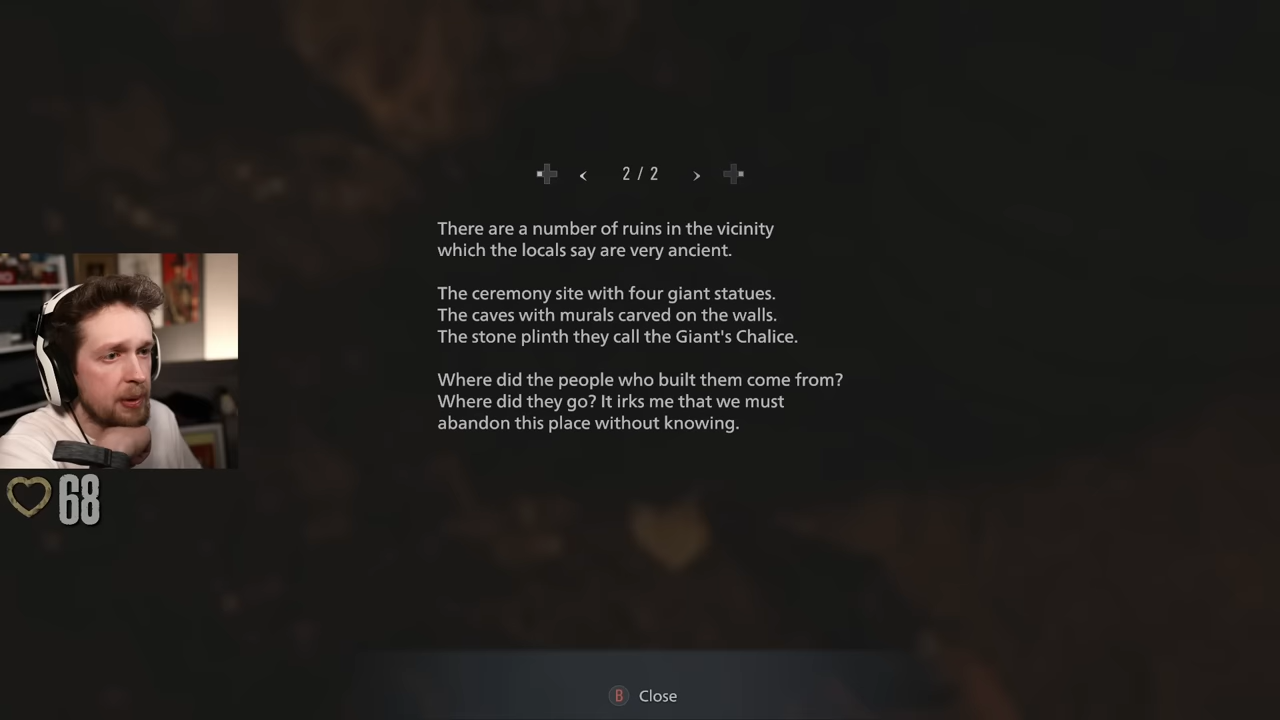 2 / 2
There are a number of ruins in the vicinity
which the locals say are very ancient.
The ceremony site with four giant statues.
The caves with murals carved on the walls.
The stone plinth they call the Giant's Chalice.
Where did the people who built them come from?
Where did they go? It irks me that we must
abandon this place without knowing.
68
B Close